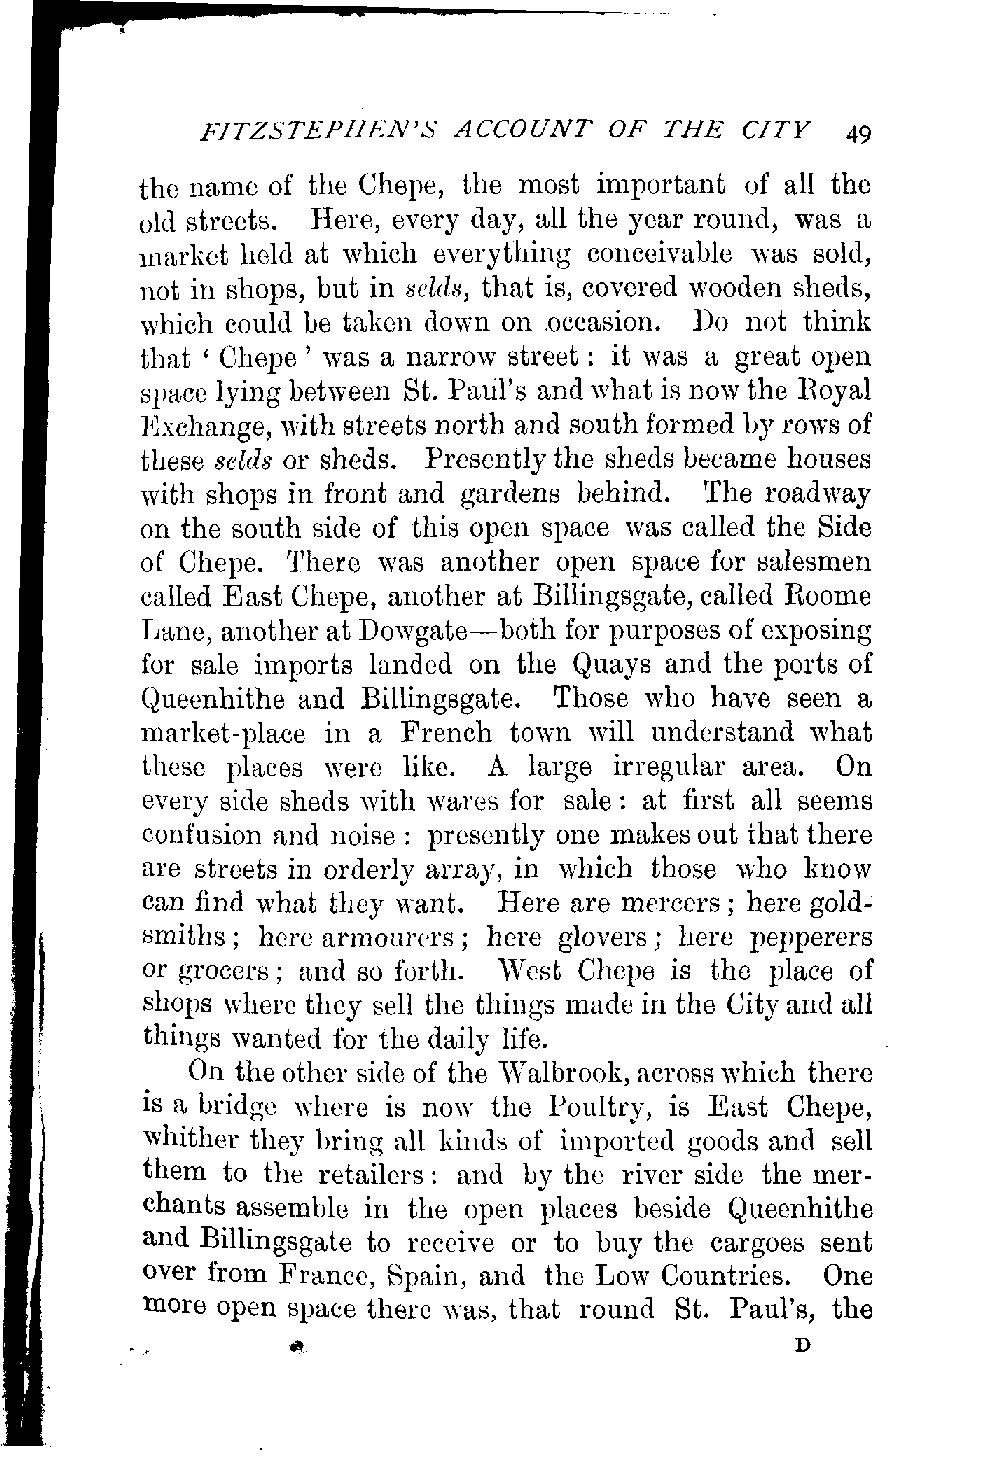 FITZSTEPHEN'S ACCOUNT OF THE CITY 49
the name of the Chepe, the most important of all the
old streets. Here, every day, all the year round, was a
market held at which everything conceivable was sold,
not in shops, but in selds, that is, covered wooden sheds,
which could be taken down on occasion. Do not think
that ‘ Chepe ’ was a narrow street : it was a great open
space lying between St. Paul's and what is now the Royal
Exchange, with streets north and south formed by rows of
these selds or sheds. Presently the sheds became houses
with shops in front and gardens behind. The roadway
on the south side of this open space was called the Side
of Chepe. There was another open space for salesmen
called East Chepe, another at Billingsgate, called Roome
Lane, another at Dowgate—both for purposes of exposing
for sale imports landed on the Quays and the ports of
Queenhithe and Billingsgate. Those who have seen a
market-place in a French town will understand what
these places were like. A large irregular area. On
every side sheds with wares for sale : at first all seems
confusion and noise : presently one makes out that there
are streets in orderly array, in which those who know
can find what they want. Here are mercers ; here gold-
smiths ; here armourers ; here glovers ; here pepperers
or grocers ; and so forth. West Chepe is the place of
shops where they sell the things made in the City and all
things wanted for the daily life.
On the other side of the Walbrook, across which there
is a bridge where is now the Poultry, is East Chepe,
whither they bring all kinds of imported goods and sell
them to the retailers : and by the river side the mer-
chants assemble in the open places beside Queenhithe
and Billingsgate to receive or to buy the cargoes sent
over from France, Spain, and the Low Countries. One
more open space there was, that round St. Paul's, the
D